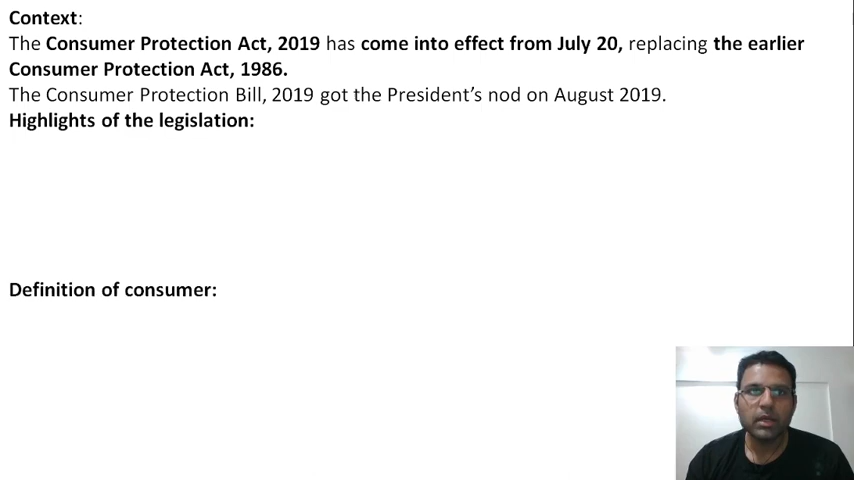 Context:
The Consumer Protection Act, 2019 has come into effect from July 20, replacing the earlier
Consumer Protection Act, 1986.
The Consumer Protection Bill, 2019 got the President’s nod on August 2019.
Highlights of the legislation:
Definition of consumer: